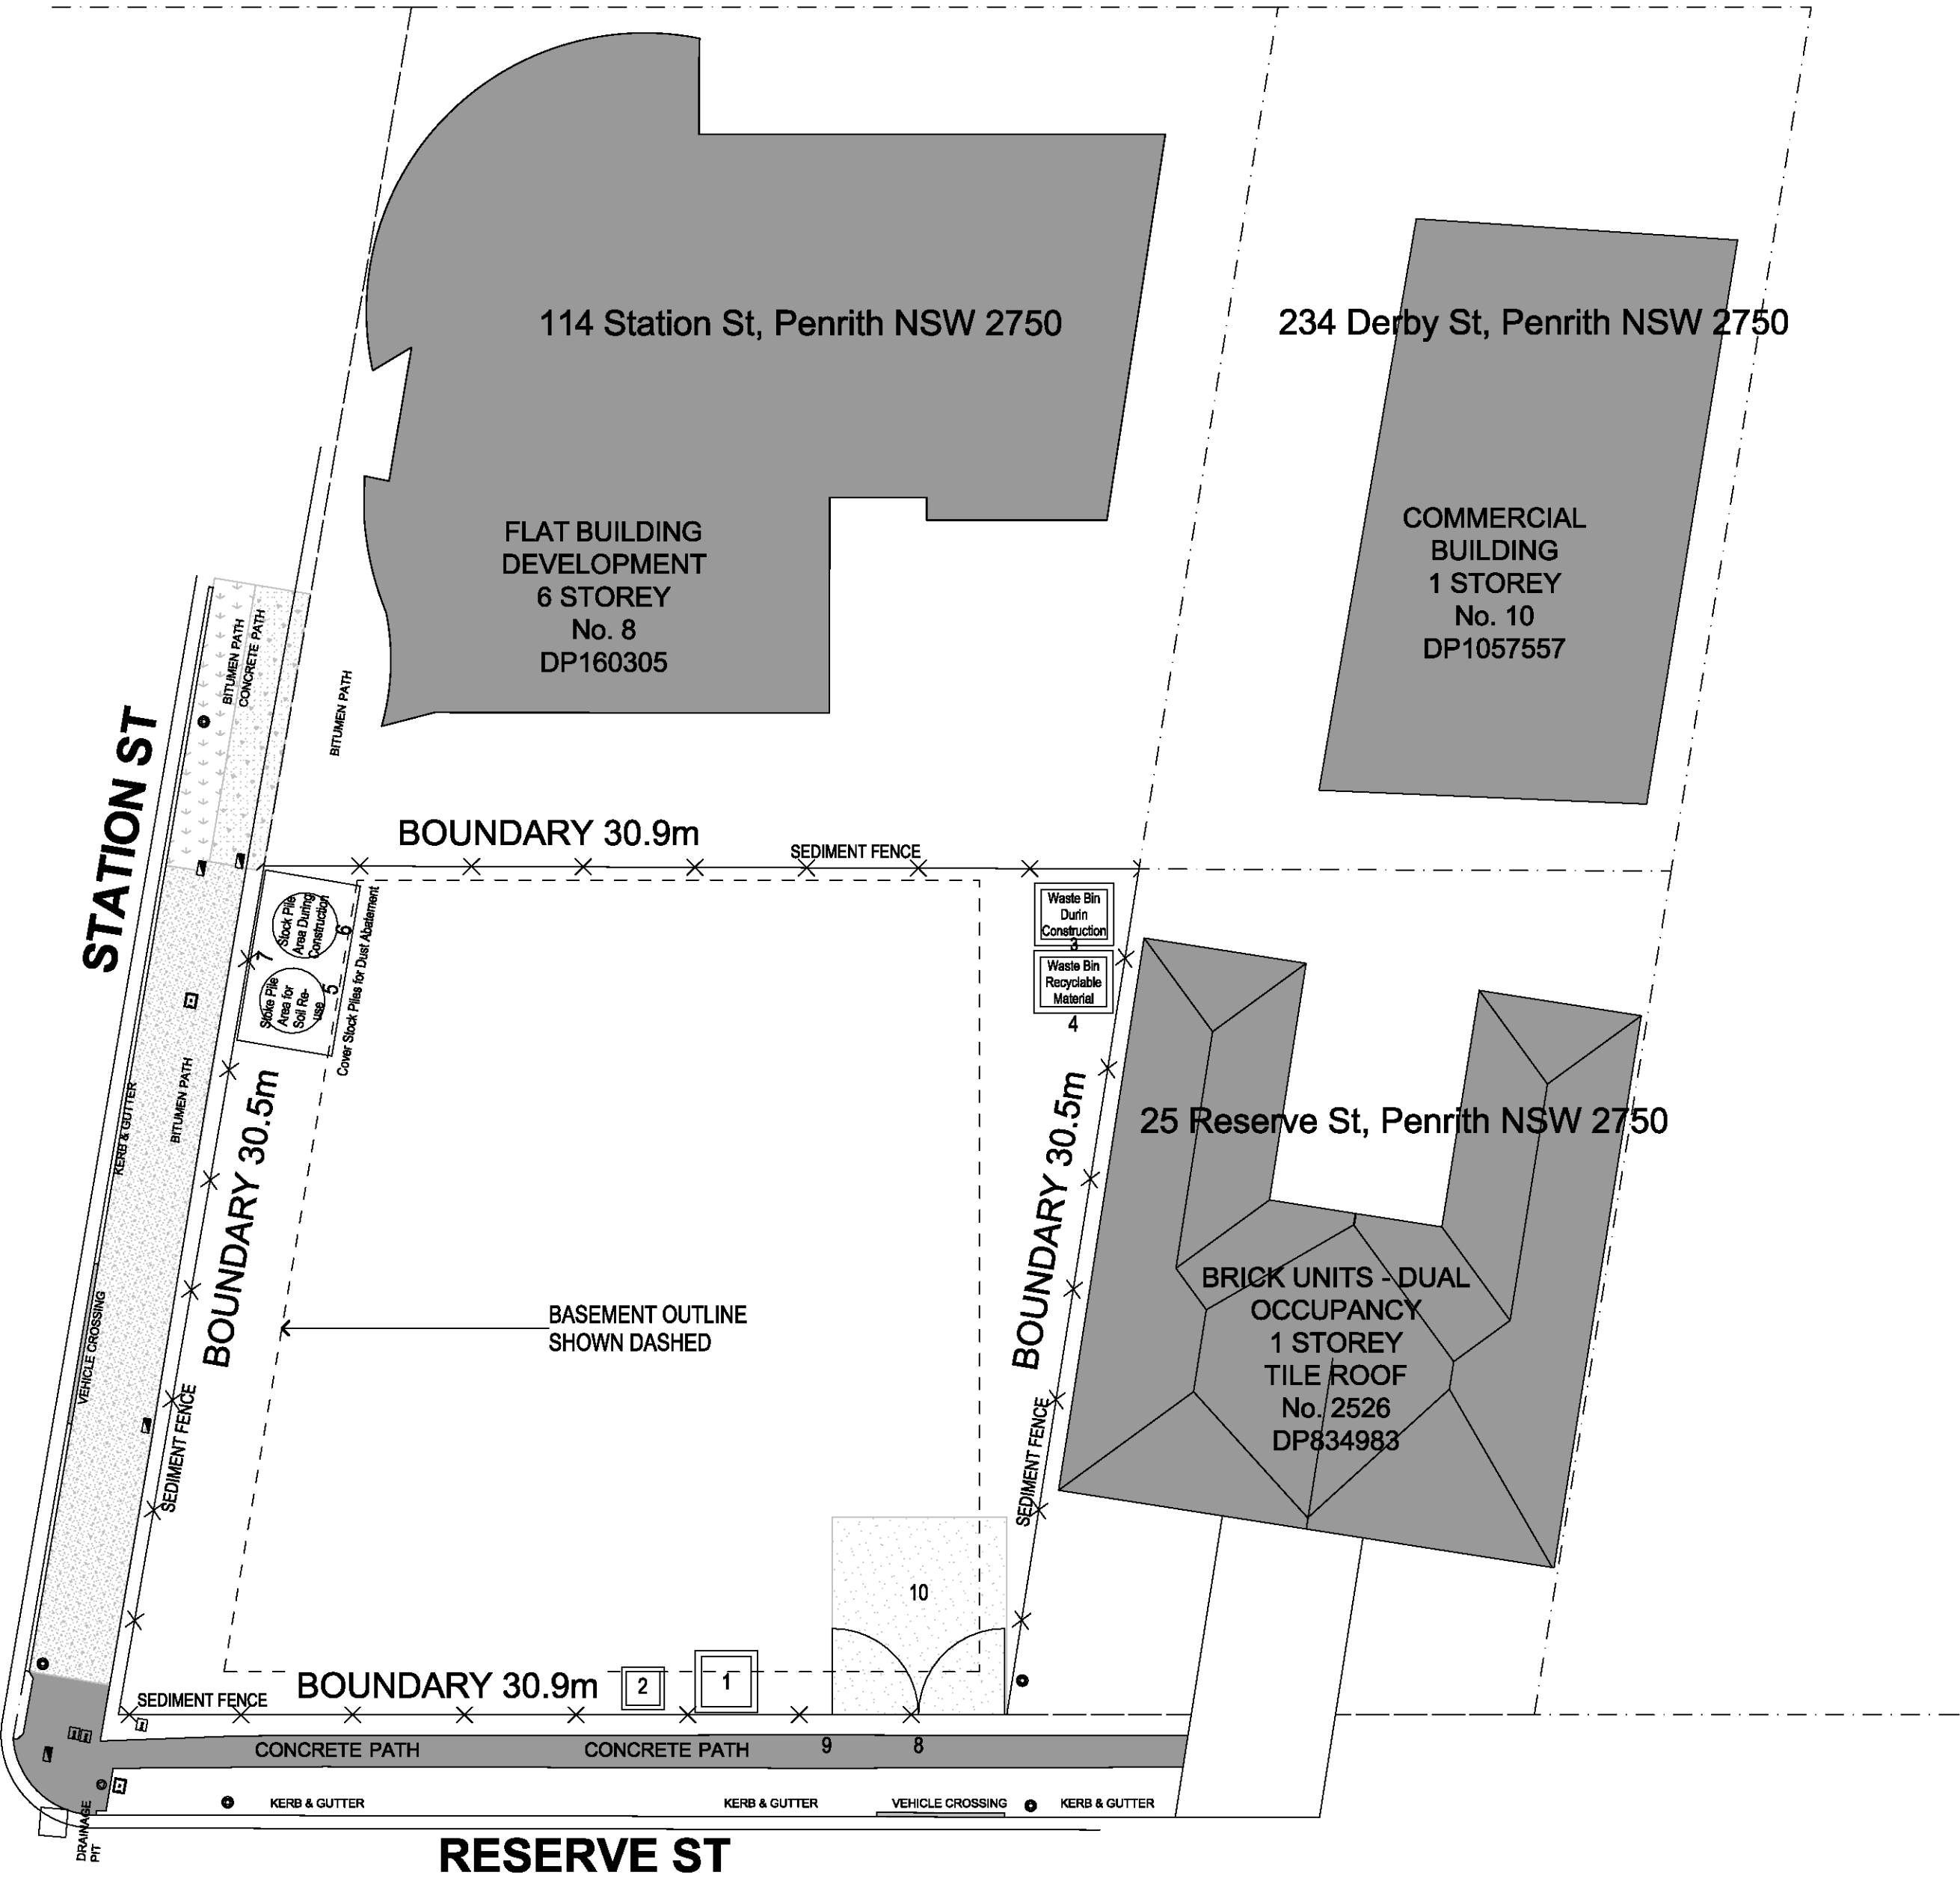 114 Station St, Penrith NSW 2750
234 Derby St, Penrith NSW 2750
FLAT BUILDING
DEVELOPMENT
6 STOREY
No. 8
DP160305
COMMERCIAL
BUILDING
1 STOREY
No. 10
DP1057557
BITUMEN PATH
CONCRETE PATH
BITUMEN PATH
STATION ST
BOUNDARY 30.9m
SEDIMENT FENCE
Stock Pile
Area During
Construction
6
7
Stoke Pile
Area for
Soil Re-
use
5
Cover Stock Piles for Dust Abatement
Waste Bin
Durin
Construction
3
Waste Bin
Recyclable
Material
4
KERB & GUTTER
BITUMEN PATH
BOUNDARY 30.5m
BOUNDARY 30.5m
25 Reserve St, Penrith NSW 2750
BRICK UNITS - DUAL
OCCUPANCY
1 STOREY
TILE ROOF
No. 2526
DP834983
VEHICLE CROSSING
BASEMENT OUTLINE
SHOWN DASHED
SEDIMENT FENCE
SEDIMENT FENCE
10
BOUNDARY 30.9m
2
1
SEDIMENT FENCE
CONCRETE PATH
CONCRETE PATH
9
8
KERB & GUTTER
KERB & GUTTER
VEHICLE CROSSING
KERB & GUTTER
DRAINAGE
PIT
RESERVE ST